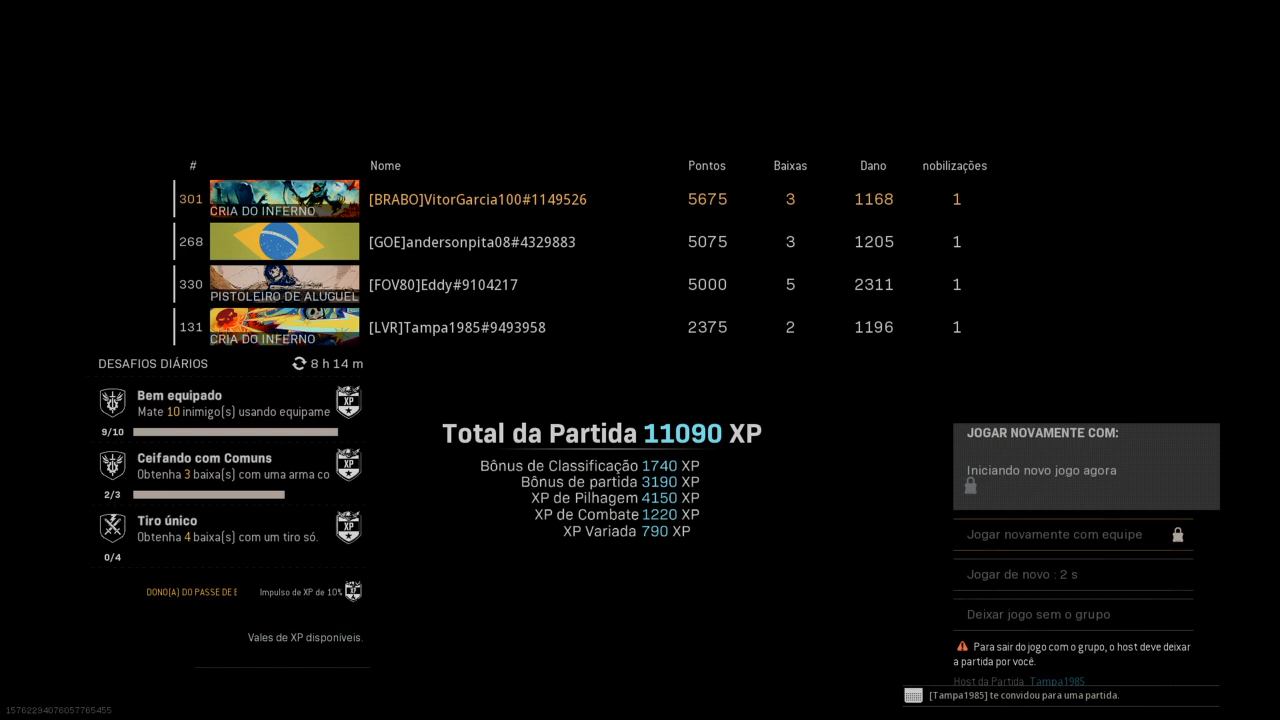 # Nome Pontos Baixas Dano nobilizações
301 CRIA DO INFERNO [BRABO]VitorGarcia100#1149526 5675 3 1168 1
268 [GOE]andersonpita08#4329883 5075 3 1205 1
330 PISTOLEIRO DE ALUGUEL [FOV80]Eddy#9104217 5000 5 2311 1
131 CRIA DO INFERNO [LVR]Tampa1985#9493958 2375 2 1196 1
DESAFIOS DIÁRIOS 8 h 14 m
Bem equipado
Mate 10 inimigo(s) usando equipame
XP
9/10
Ceifando com Comuns
Obtenha 3 baixa(s) com uma arma co
XP
2/3
Tiro único
Obtenha 4 baixa(s) com um tiro só.
XP
0/4
DONO(A) DO PASSE DE E Impulso de XP de 10% XP
Vales de XP disponíveis.
Total da Partida 11090 XP
Bônus de Classificação 1740 XP
Bônus de partida 3190 XP
XP de Pilhagem 4150 XP
XP de Combate 1220 XP
XP Variada 790 XP
JOGAR NOVAMENTE COM:
Iniciando novo jogo agora
Jogar novamente com equipe
Jogar de novo : 2 s
Deixar jogo sem o grupo
Para sair do jogo com o grupo, o host deve deixar
a partida por você.
Host da Partida Tampa1985
[Tampa1985] te convidou para uma partida.
15762294076057765455